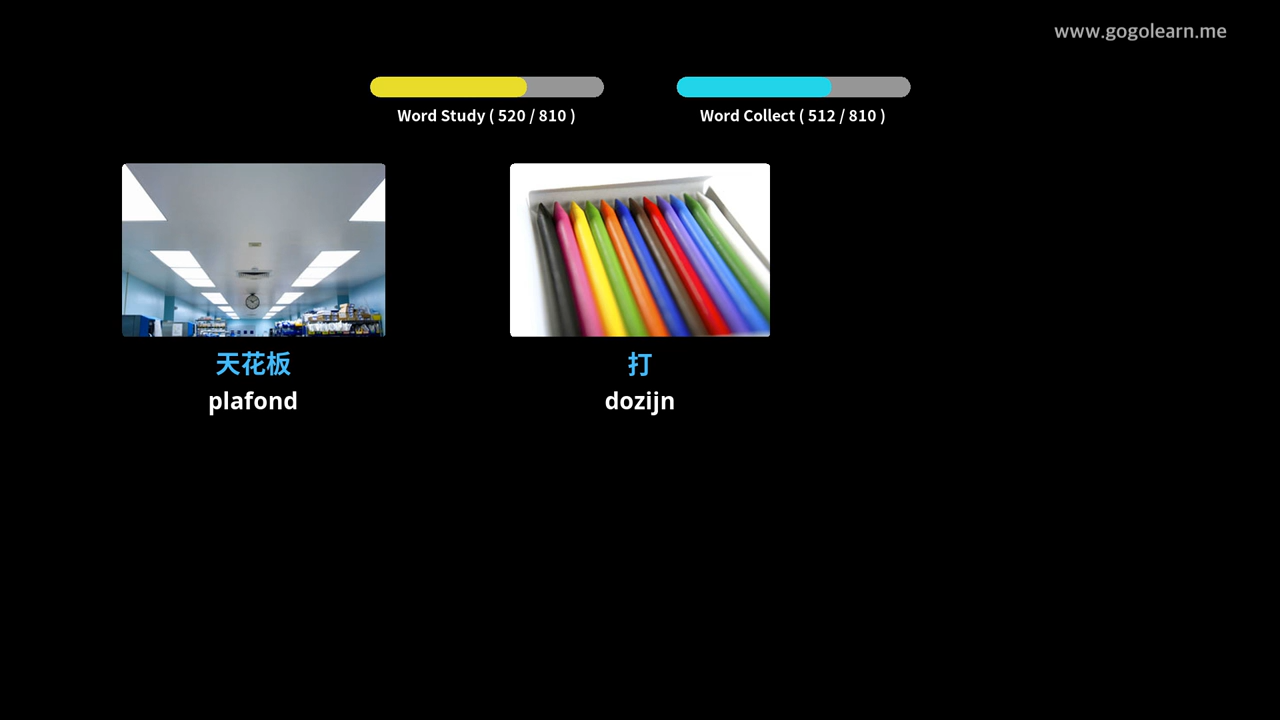 www.gogolearn.me
Word Study ( 520 / 810 )
Word Collect ( 512 / 810 )
天花板
plafond
打
dozijn